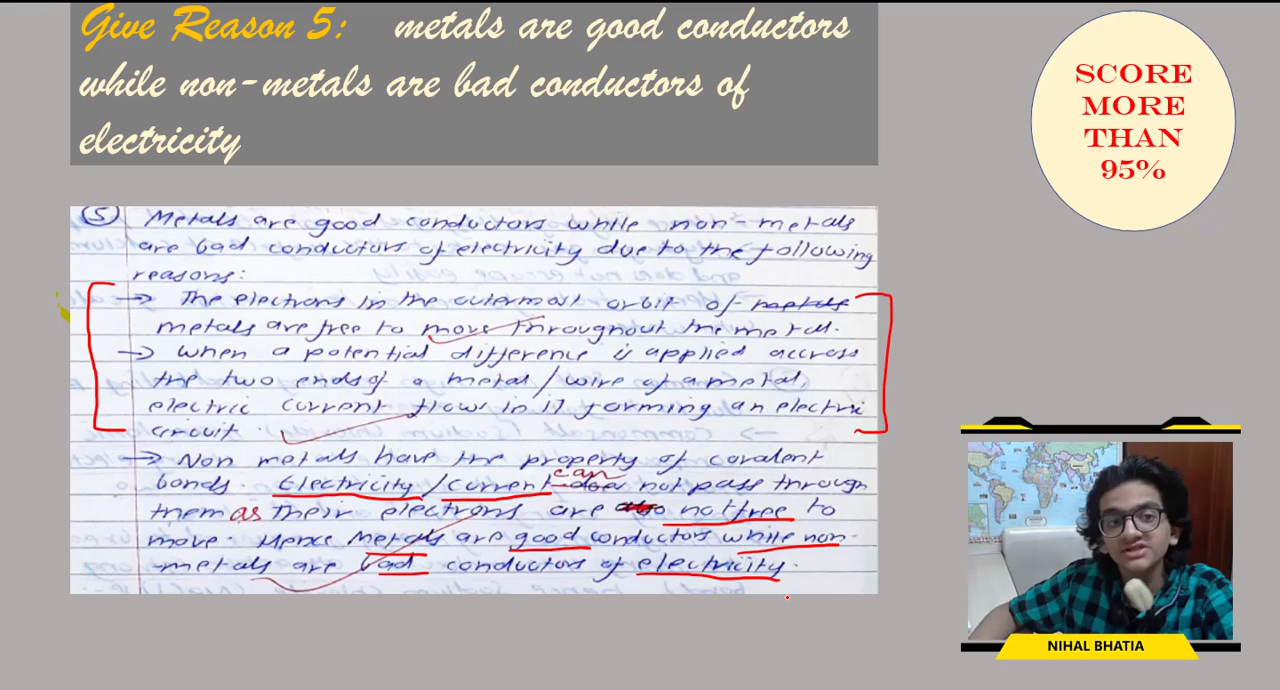 Give Reason 5: metals are good conductors
while non-metals are bad conductors of
electricity
SCORE
MORE
THAN
95%
5 Metals are good conductors while non-metals
are bad conductors of electricity due to the following
reasons:
→ The electrons in the outermost orbit of metals
metals are free to move throughout the metal.
→ When a potential difference is applied accross
the two ends of a metal / wire of a metal,
electric current flows in it forming an electric
circuit.
→ Non metals have the property of covalent
bonds. Electricity / current can not pass through
them as Their electrons are not free to
move. Hence Metals are good conductors while non-
metals are bad conductors of electricity.
NIHAL BHATIA